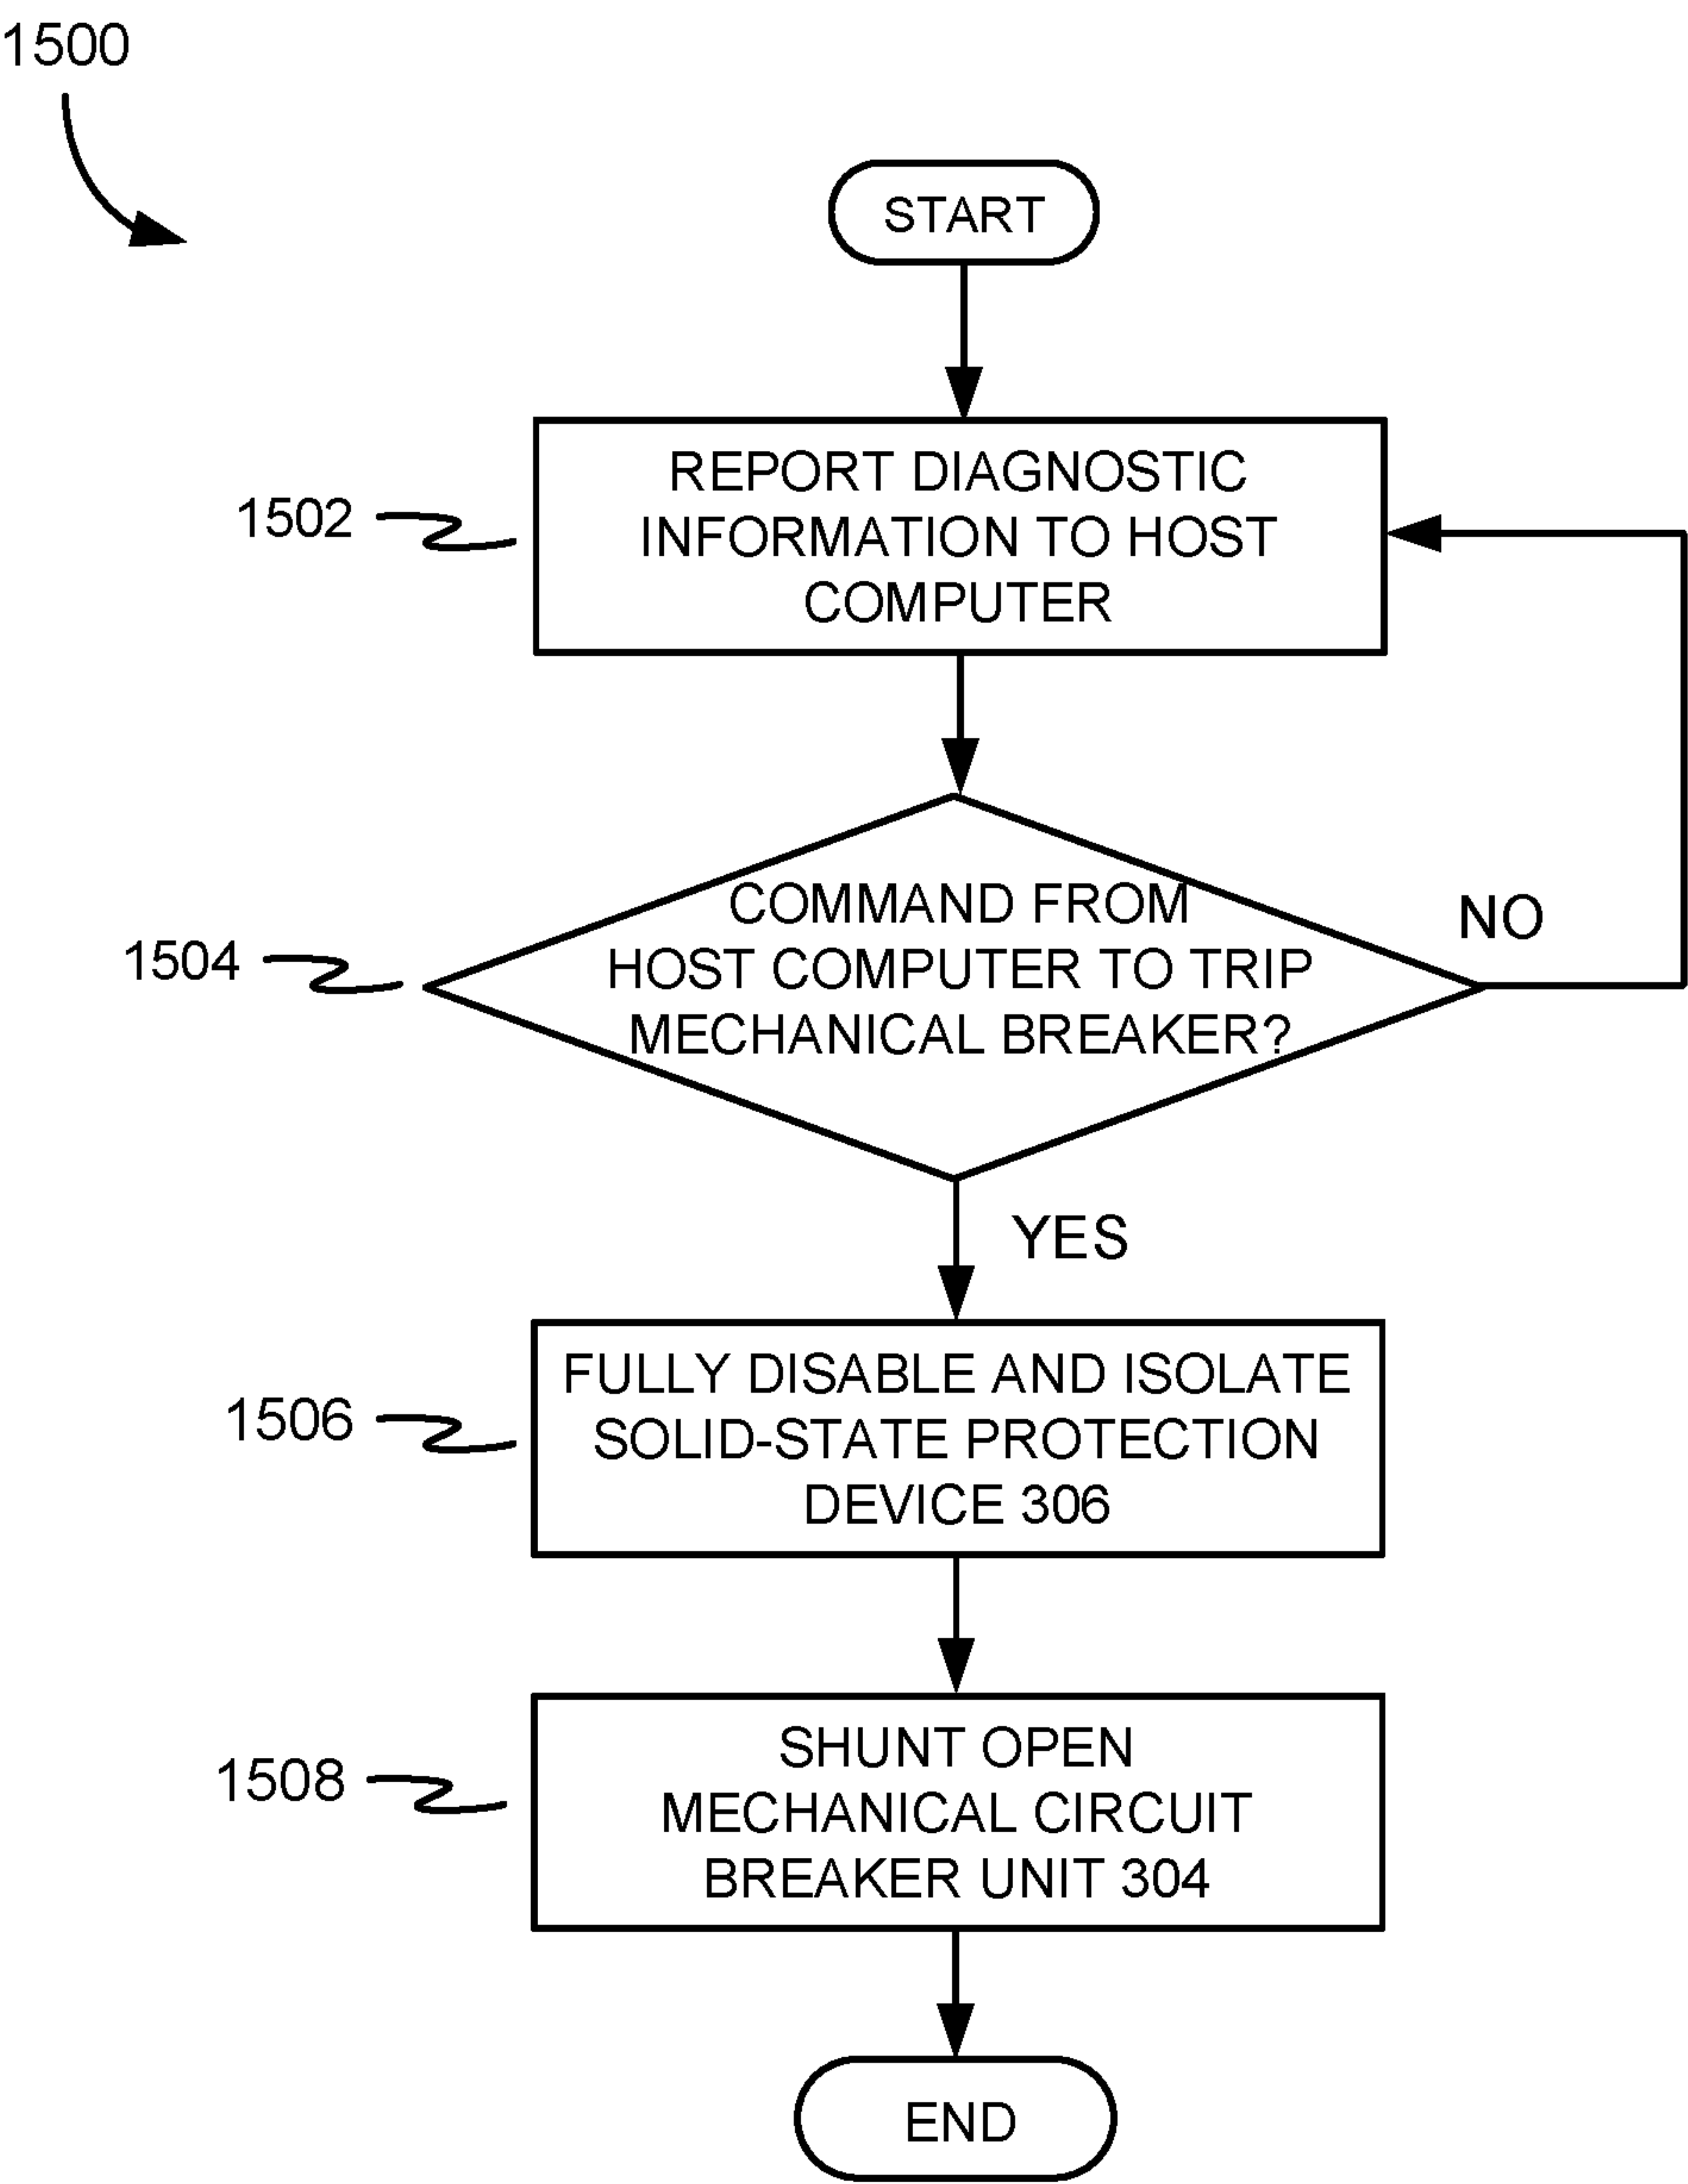 1500
START
1502
REPORT DIAGNOSTIC
INFORMATION TO HOST
COMPUTER
1504
COMMAND FROM
HOST COMPUTER TO TRIP
MECHANICAL BREAKER?
NO
YES
1506
FULLY DISABLE AND ISOLATE
SOLID-STATE PROTECTION
DEVICE 306
1508
SHUNT OPEN
MECHANICAL CIRCUIT
BREAKER UNIT 304
END